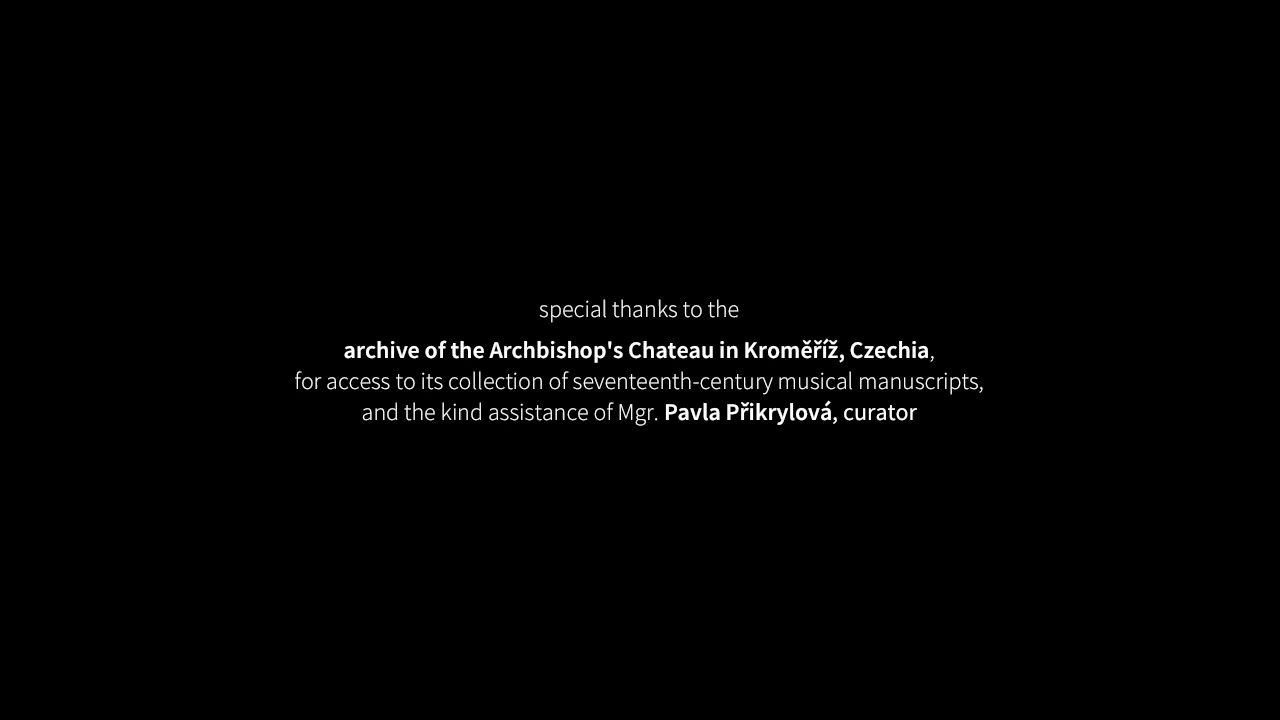 special thanks to the
archive of the Archbishop's Chateau in Kroměříž, Czechia,
for access to its collection of seventeenth-century musical manuscripts,
and the kind assistance of Mgr. Pavla Přikrylová, curator